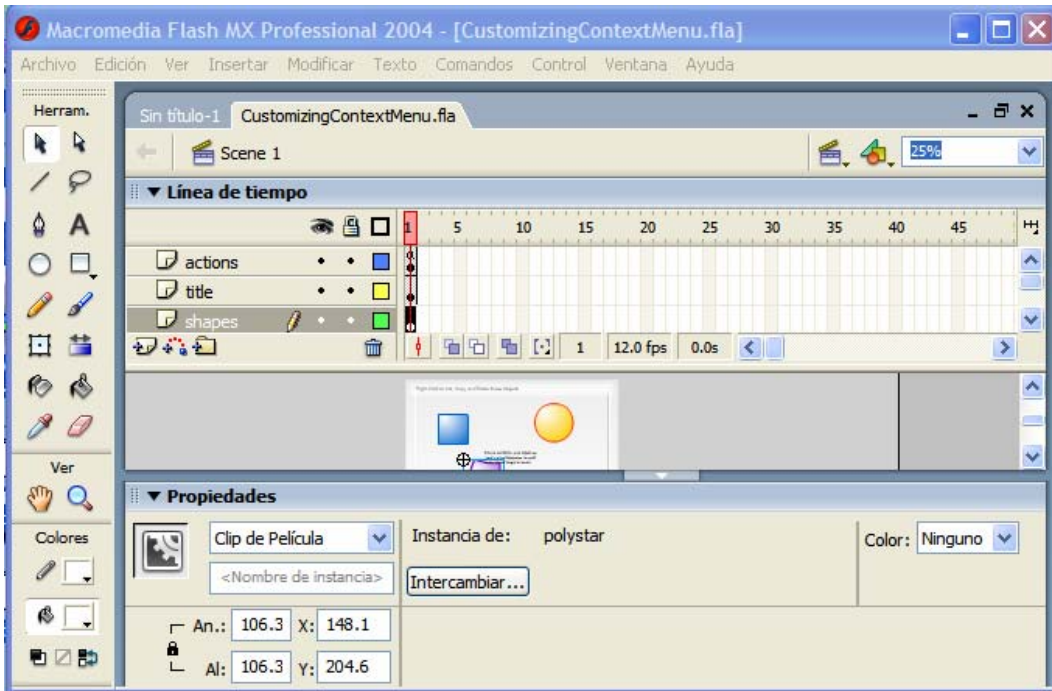 Macromedia Flash MX Professional 2004 - [CustomizingContextMenu.fla]
Archivo Edición Ver Insertar Modificar Texto Comandos Control Ventana Ayuda
Herram.
Sin título-1 CustomizingContextMenu.fla
Scene 1 25%
Línea de tiempo
1 5 10 15 20 25 30 35 40 45
actions
title
shapes
1 12.0 fps 0.0s
Ver
Propiedades
Colores
Clip de Película Instancia de: polystar Color: Ninguno
<Nombre de instancia> Intercambiar...
An.: 106.3 X: 148.1
Al: 106.3 Y: 204.6